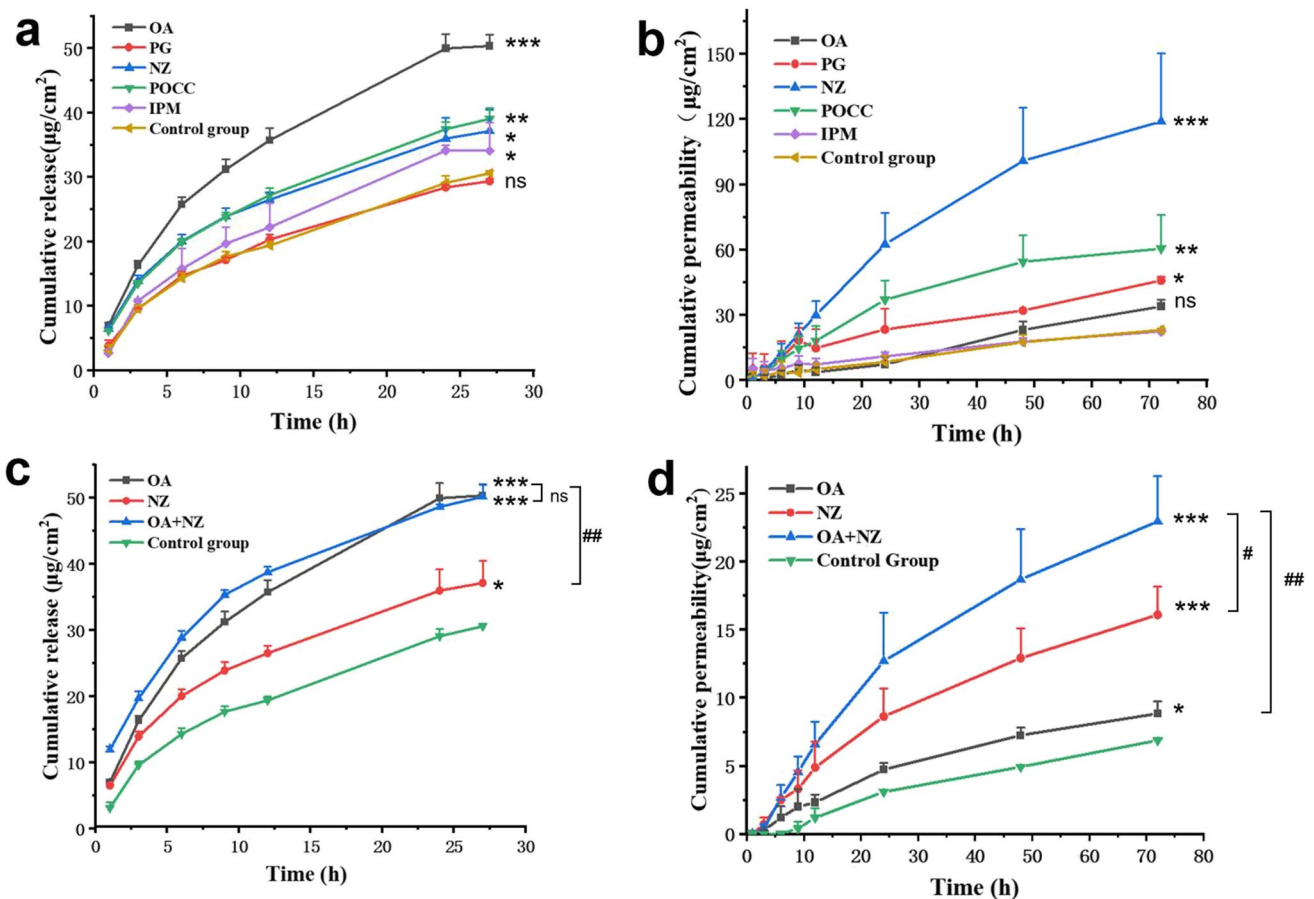 a
OA
PG
NZ
POCC
IPM
Control group
Cumulative release(μg/cm²)
50
40
30
20
10
0
***
**
*
*
ns
0 5 10 15 20 25 30
Time (h)
b
OA
PG
NZ
POCC
IPM
Control group
Cumulative permeability（μg/cm²)
150
120
90
60
30
0
***
**
*
ns
0 10 20 30 40 50 60 70 80
Time (h)
c
OA
NZ
OA+NZ
Control group
Cumulative release (μg/cm²)
50
40
30
20
10
0
***
***
ns
##
*
0 5 10 15 20 25 30
Time (h)
d
OA
NZ
OA+NZ
Control Group
Cumulative permeability(μg/cm²)
25
20
15
10
5
0
***
#
##
***
*
0 10 20 30 40 50 60 70 80
Time (h)